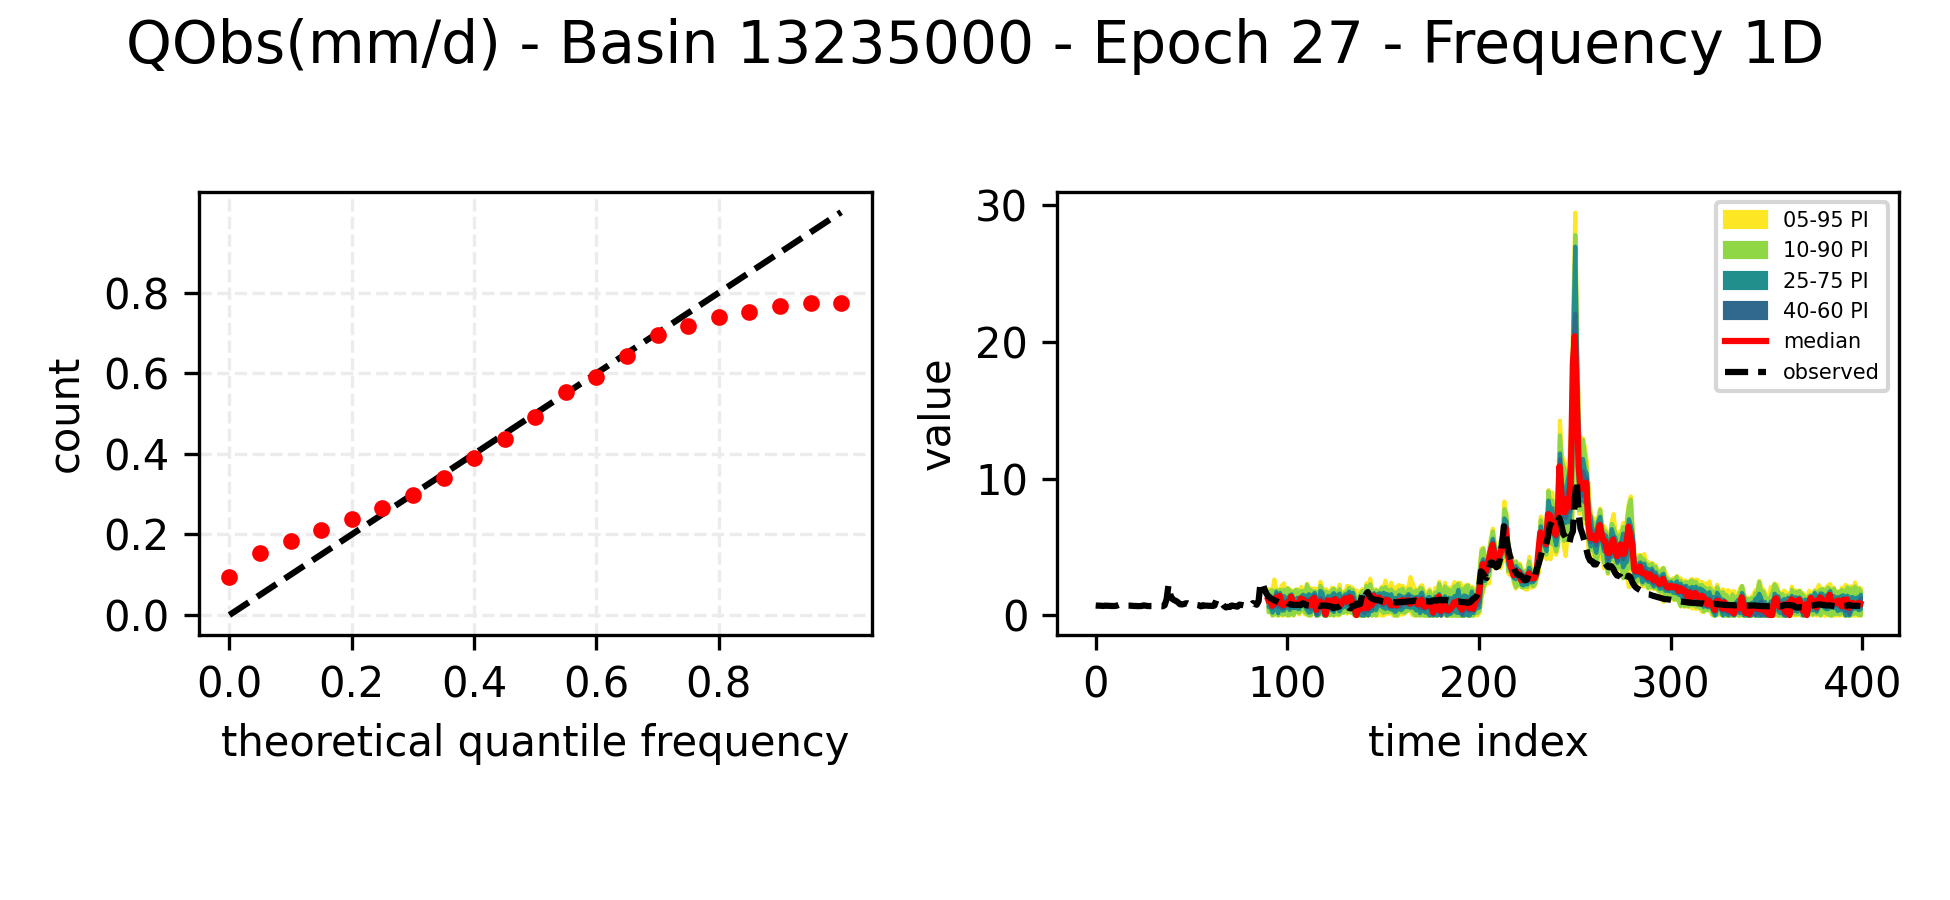 QObs(mm/d) - Basin 13235000 - Epoch 27 - Frequency 1D
count
0.8
0.6
0.4
0.2
0.0
0.0 0.2 0.4 0.6 0.8
theoretical quantile frequency
value
30
20
10
0
0 100 200 300 400
time index
05-95 PI
10-90 PI
25-75 PI
40-60 PI
median
observed